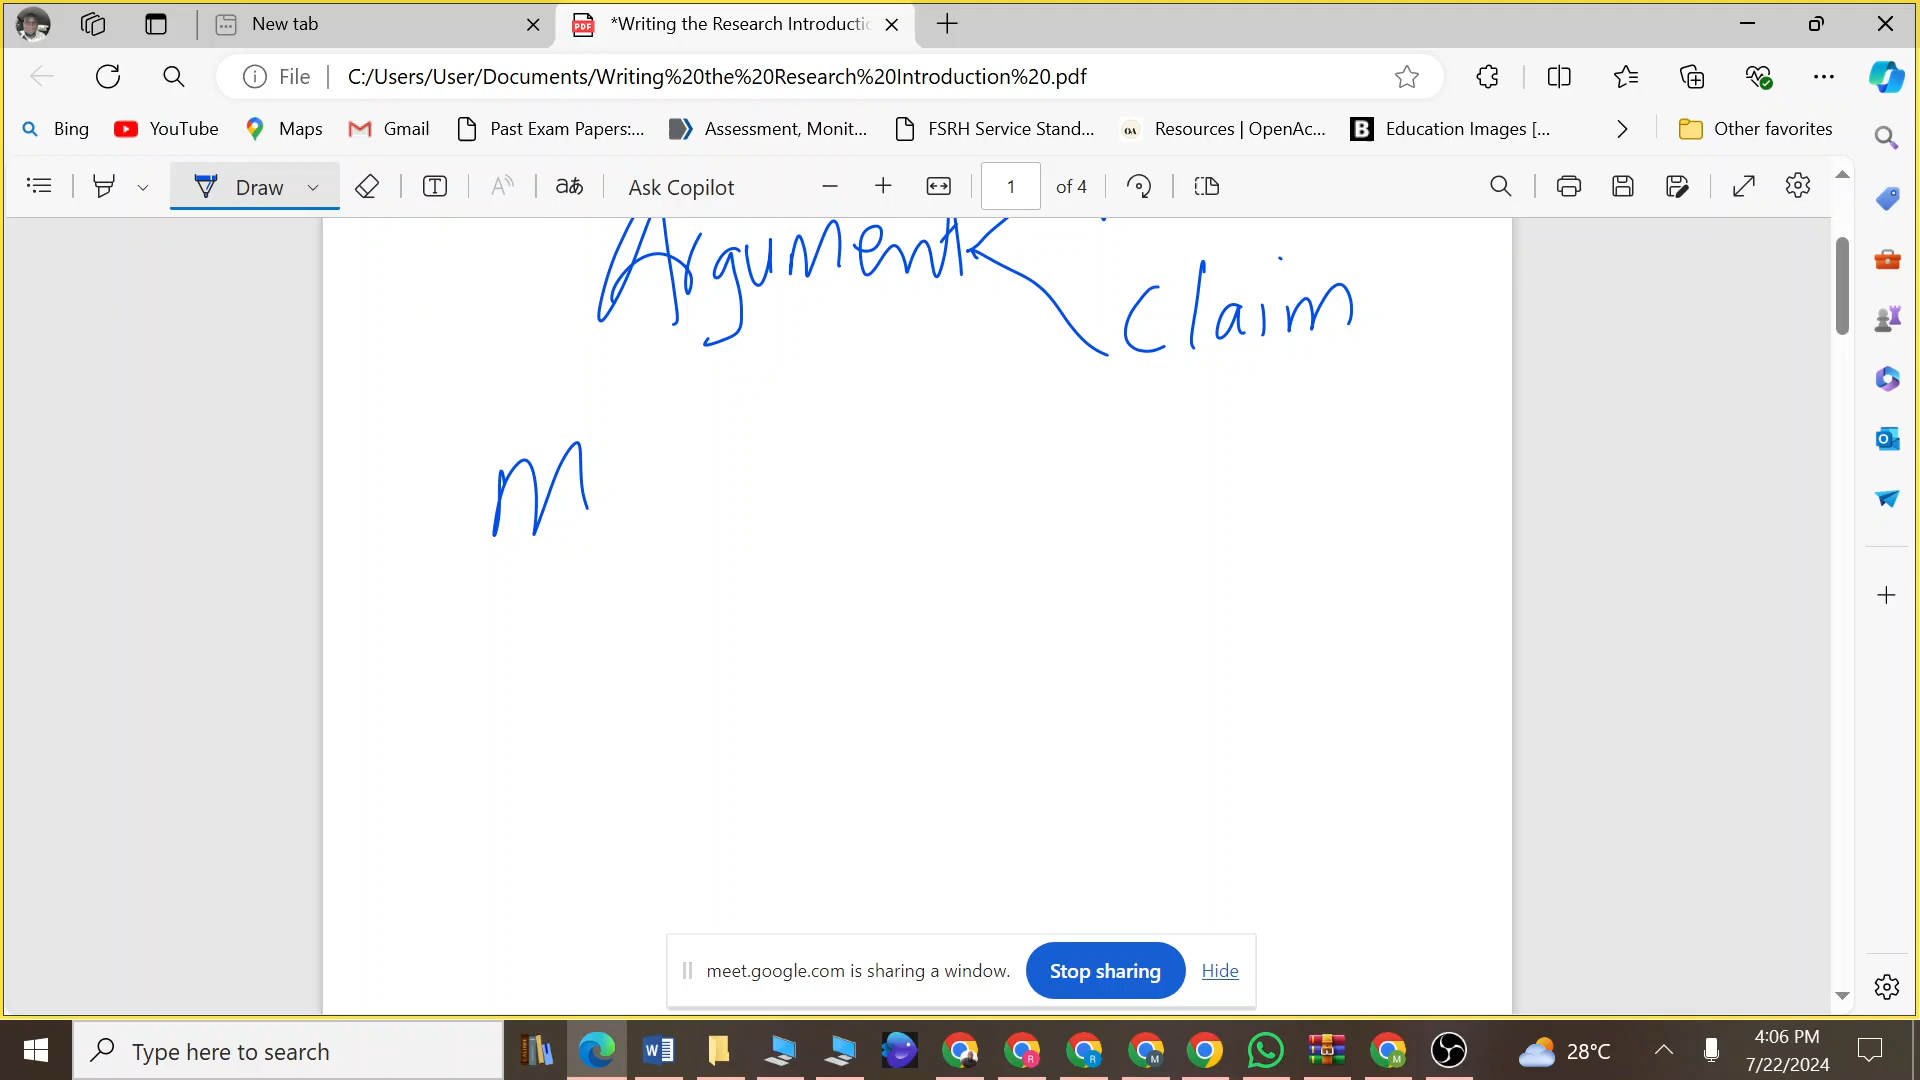 New tab
*Writing the Research Introductic
File
C:/Users/User/Documents/Writing%20the%20Research%20Introduction%20.pdf
Bing YouTube Maps Gmail Past Exam Papers:... Assessment, Monit... FSRH Service Stand... OA Resources | OpenAc... B Education Images [... Other favorites
Draw aあ Ask Copilot 1 of 4
Argument
Claim
M
meet.google.com is sharing a window. Stop sharing Hide
Type here to search
28°C
4:06 PM
7/22/2024